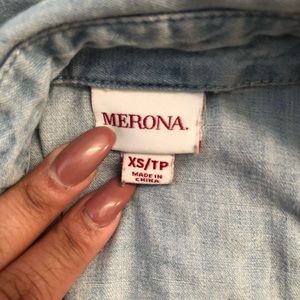 MERONA.
XS/TP
MADE IN
CHINA